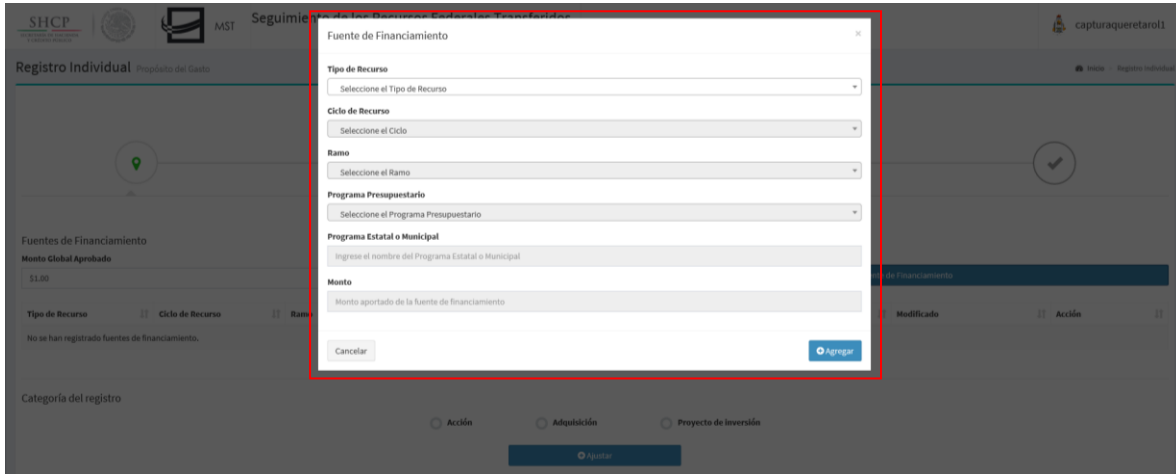 SHCP
MST
Seguimiento de los Recursos Federales Transferidos
capturaqueretarol1
Registro Individual Propósito del Gasto
Inicio
Registro Individual
Fuente de Financiamiento
×
Tipo de Recurso
Seleccione el Tipo de Recurso
Ciclo de Recurso
Seleccione el Ciclo
Ramo
Seleccione el Ramo
Programa Presupuestario
Seleccione el Programa Presupuestario
Programa Estatal o Municipal
Ingrese el nombre del Programa Estatal o Municipal
Monto
Monto aportado de la fuente de financiamiento
Cancelar
Agregar
Fuentes de Financiamiento
Monto Global Aprobado
$1.00
de Financiamiento
Tipo de Recurso Ciclo de Recurso Ramo Modificado Acción
No se han registrado fuentes de financiamiento.
Categoría del registro
Acción Adquisición Proyecto de inversión
Ajustar